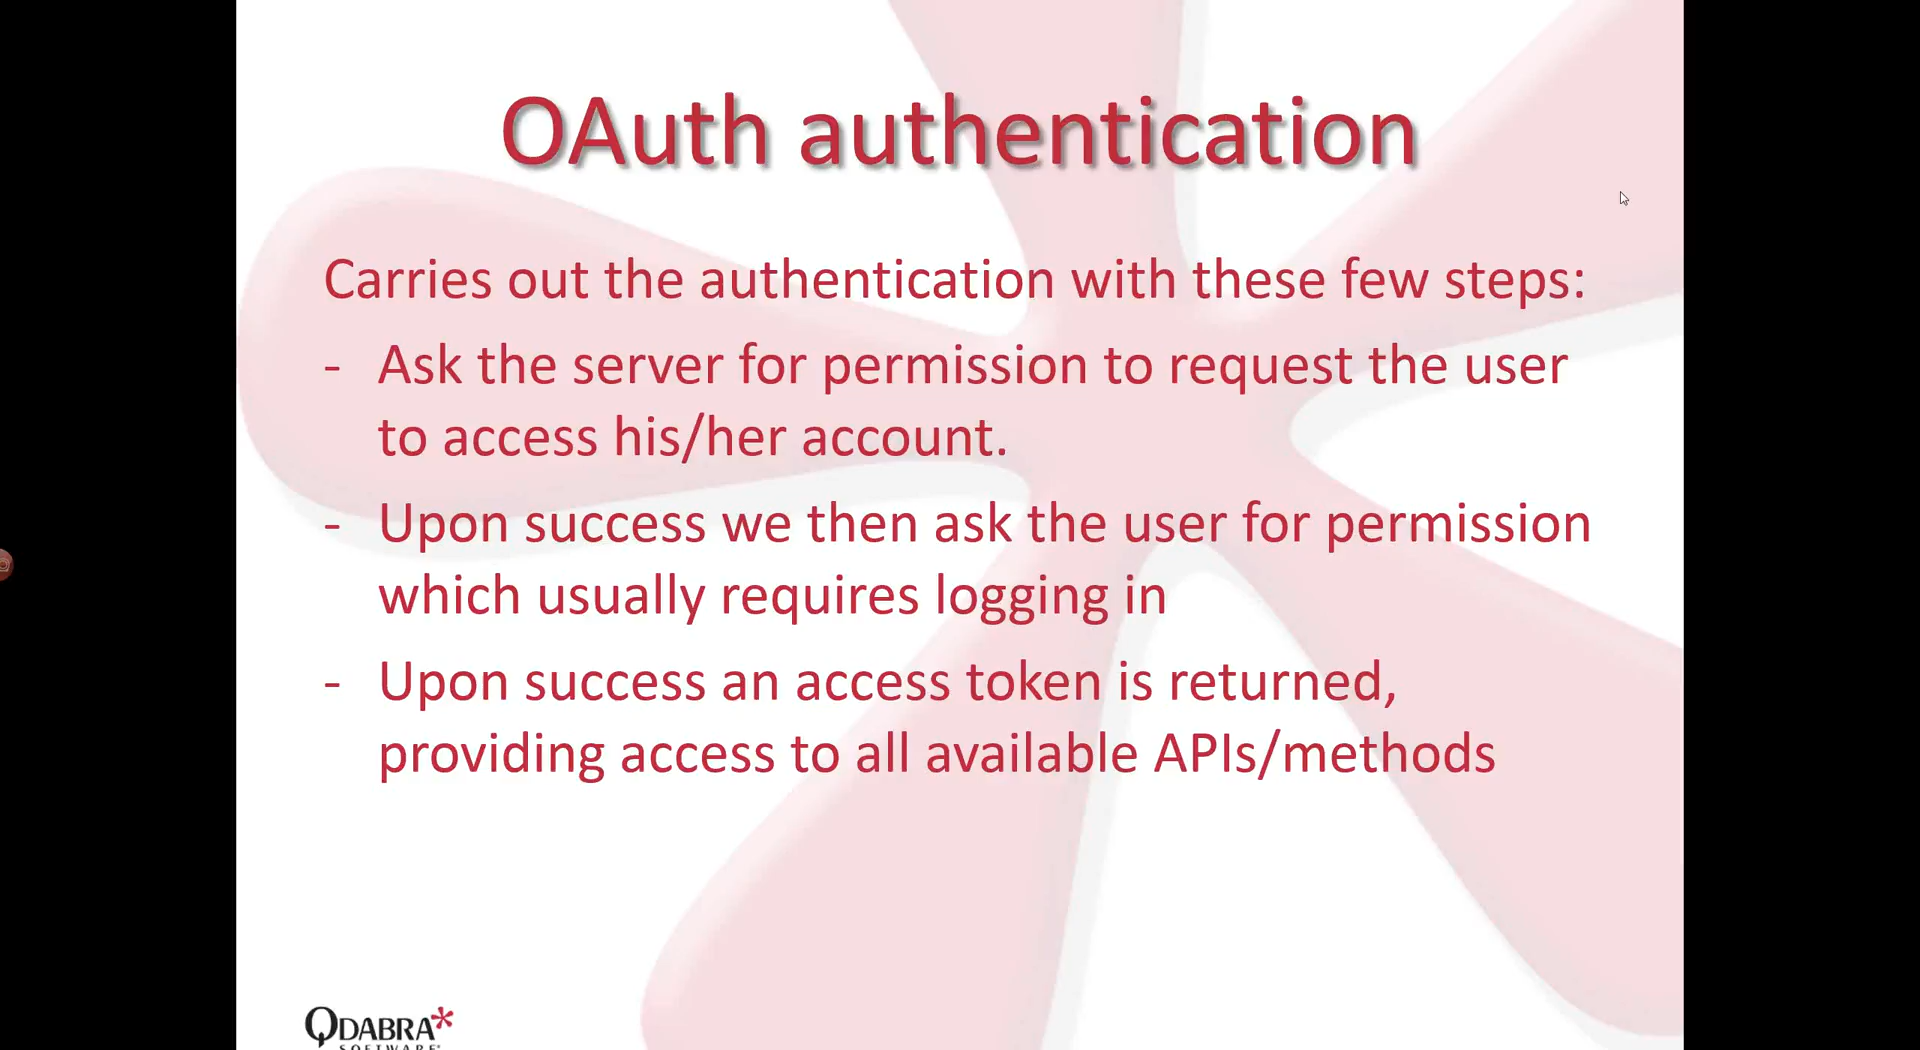 OAuth authentication
Carries out the authentication with these few steps:
- Ask the server for permission to request the user
to access his/her account.
- Upon success we then ask the user for permission
which usually requires logging in
- Upon success an access token is returned,
providing access to all available APIs/methods
QDABRA*
SOFTWARE